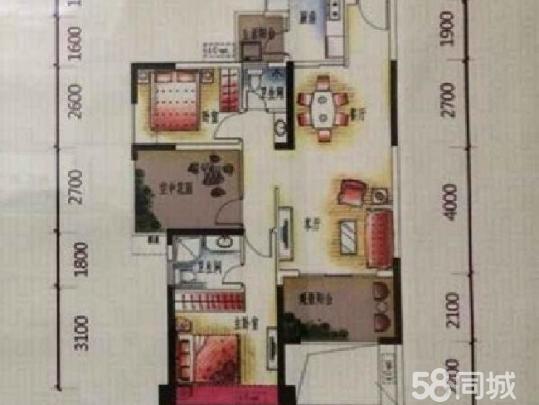 1600
2600
2700
1800
3100
1900
2700
4000
2100
厨房
生活阳台
卫生间
卧室
餐厅
空中花园
客厅
卫生间
观景阳台
主卧室
58同城